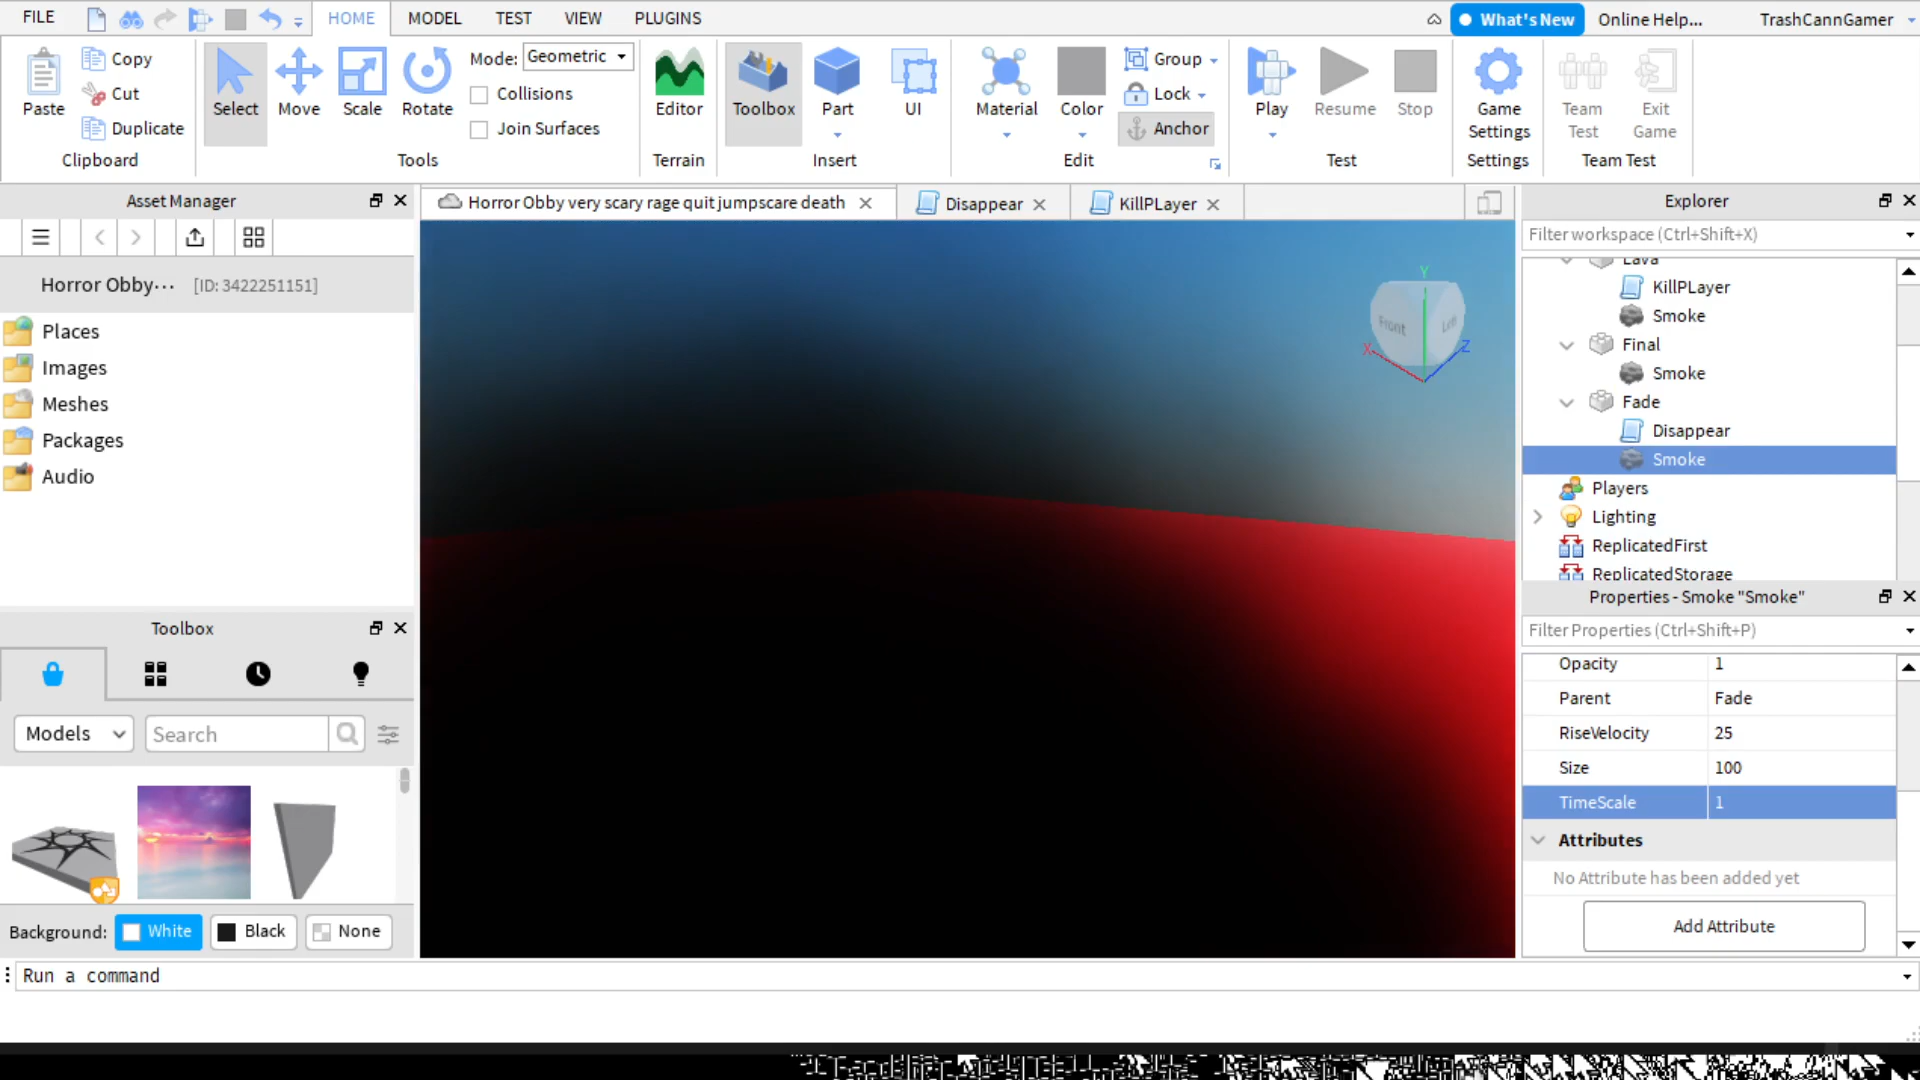 FILE
HOME
MODEL
TEST
VIEW
PLUGINS
What's New
Online Help...
TrashCannGamer
Paste
Copy
Cut
Duplicate
Clipboard
Select
Move
Scale
Rotate
Mode:
Geometric
Collisions
Join Surfaces
Tools
Editor
Terrain
Toolbox
Part
UI
Insert
Material
Color
Group
Lock
Anchor
Edit
Play
Resume
Stop
Test
Game
Settings
Settings
Team
Test
Exit
Game
Team Test
Asset Manager
Horror Obby··· [ID: 3422251151]
Places
Images
Meshes
Packages
Audio
Toolbox
Models
Search
Background:
White
Black
None
Horror Obby very scary rage quit jumpscare death
Disappear
KillPLayer
Y
Front
Left
X
Z
Explorer
Filter workspace (Ctrl+Shift+X)
Lava
KillPLayer
Smoke
Final
Smoke
Fade
Disappear
Smoke
Players
Lighting
ReplicatedFirst
ReplicatedStorage
Properties - Smoke "Smoke"
Filter Properties (Ctrl+Shift+P)
Opacity 1
Parent Fade
RiseVelocity 25
Size 100
TimeScale 1
Attributes
No Attribute has been added yet
Add Attribute
Run a command